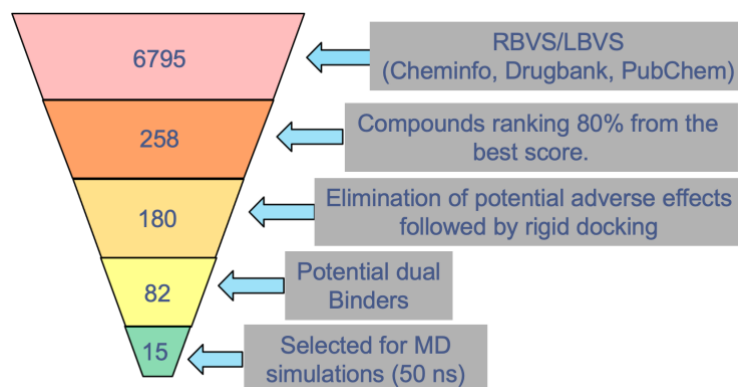 6795
RBVS/LBVS
(Cheminfo, Drugbank, PubChem)
258
Compounds ranking 80% from the
best score.
180
Elimination of potential adverse effects
followed by rigid docking
82
Potential dual
Binders
15
Selected for MD
simulations (50 ns)